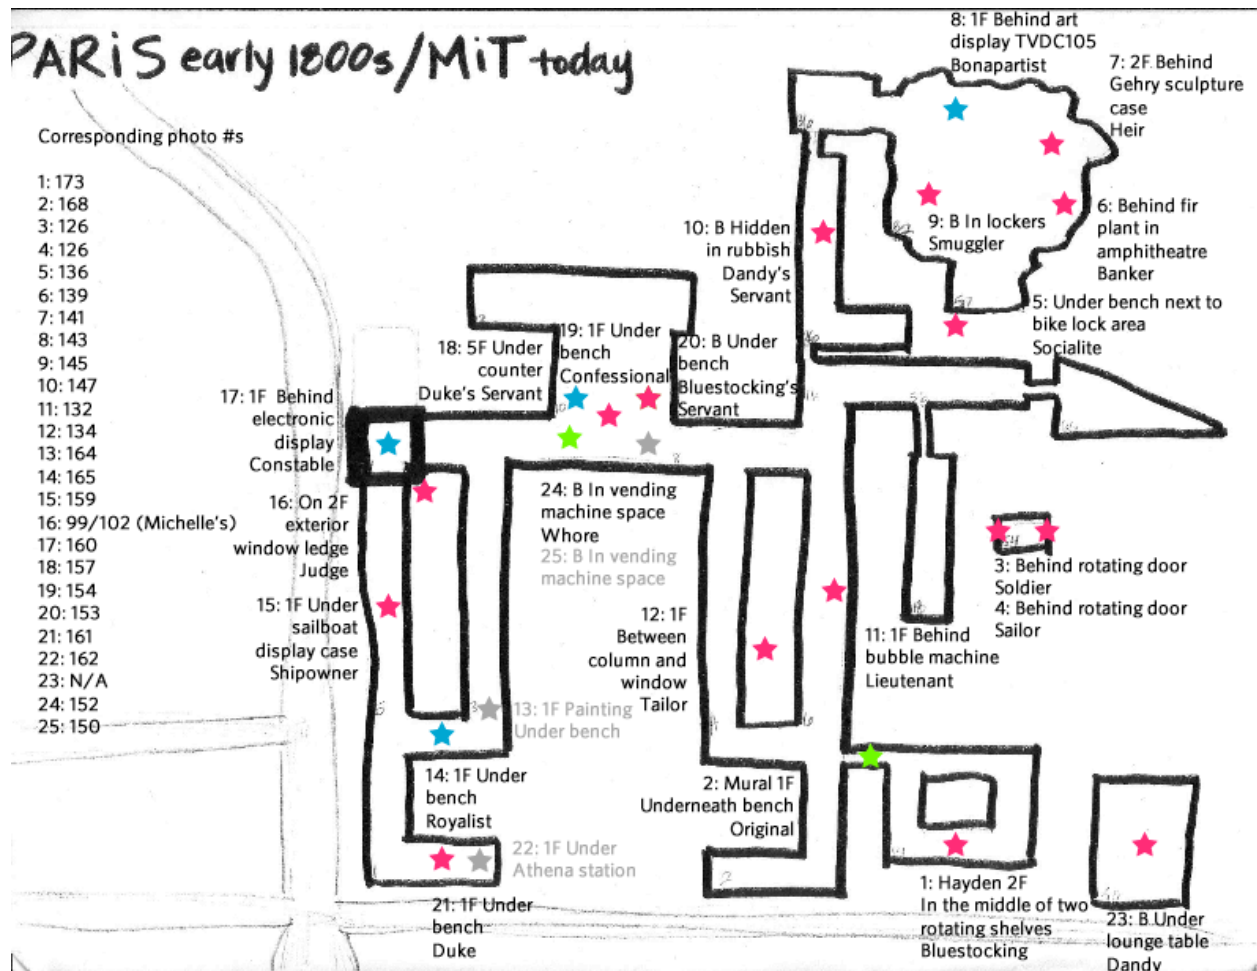 PARiS early 1800s/MiT today
Corresponding photo #s
1: 173
2: 168
3: 126
4: 126
5: 136
6: 139
7: 141
8: 143
9: 145
10: 147
11: 132
12: 134
13: 164
14: 165
15: 159
16: 99/102 (Michelle's)
17: 160
18: 157
19: 154
20: 153
21: 161
22: 162
23: N/A
24: 152
25: 150
8: 1F Behind art
display TVDC105
Bonapartist
7: 2F Behind
Gehry sculpture
case
Heir
6: Behind fir
plant in
amphitheatre
Banker
9: B In lockers
Smuggler
10: B Hidden
in rubbish
Dandy's
Servant
5: Under bench next to
bike lock area
Socialite
19: 1F Under
bench
Confessional
20: B Under
bench
Bluestocking's
Servant
18: 5F Under
counter
Duke's Servant
17: 1F Behind
electronic
display
Constable
16: On 2F
exterior
window ledge
Judge
24: B In vending
machine space
Whore
25: B In vending
machine space
3: Behind rotating door
Soldier
4: Behind rotating door
Sailor
15: 1F Under
sailboat
display case
Shipowner
12: 1F
Between
column and
window
Tailor
11: 1F Behind
bubble machine
Lieutenant
13: 1F Painting
Under bench
14: 1F Under
bench
Royalist
2: Mural 1F
Underneath bench
Original
22: 1F Under
Athena station
21: 1F Under
bench
Duke
1: Hayden 2F
In the middle of two
rotating shelves
Bluestocking
23: B Under
lounge table
Dandy